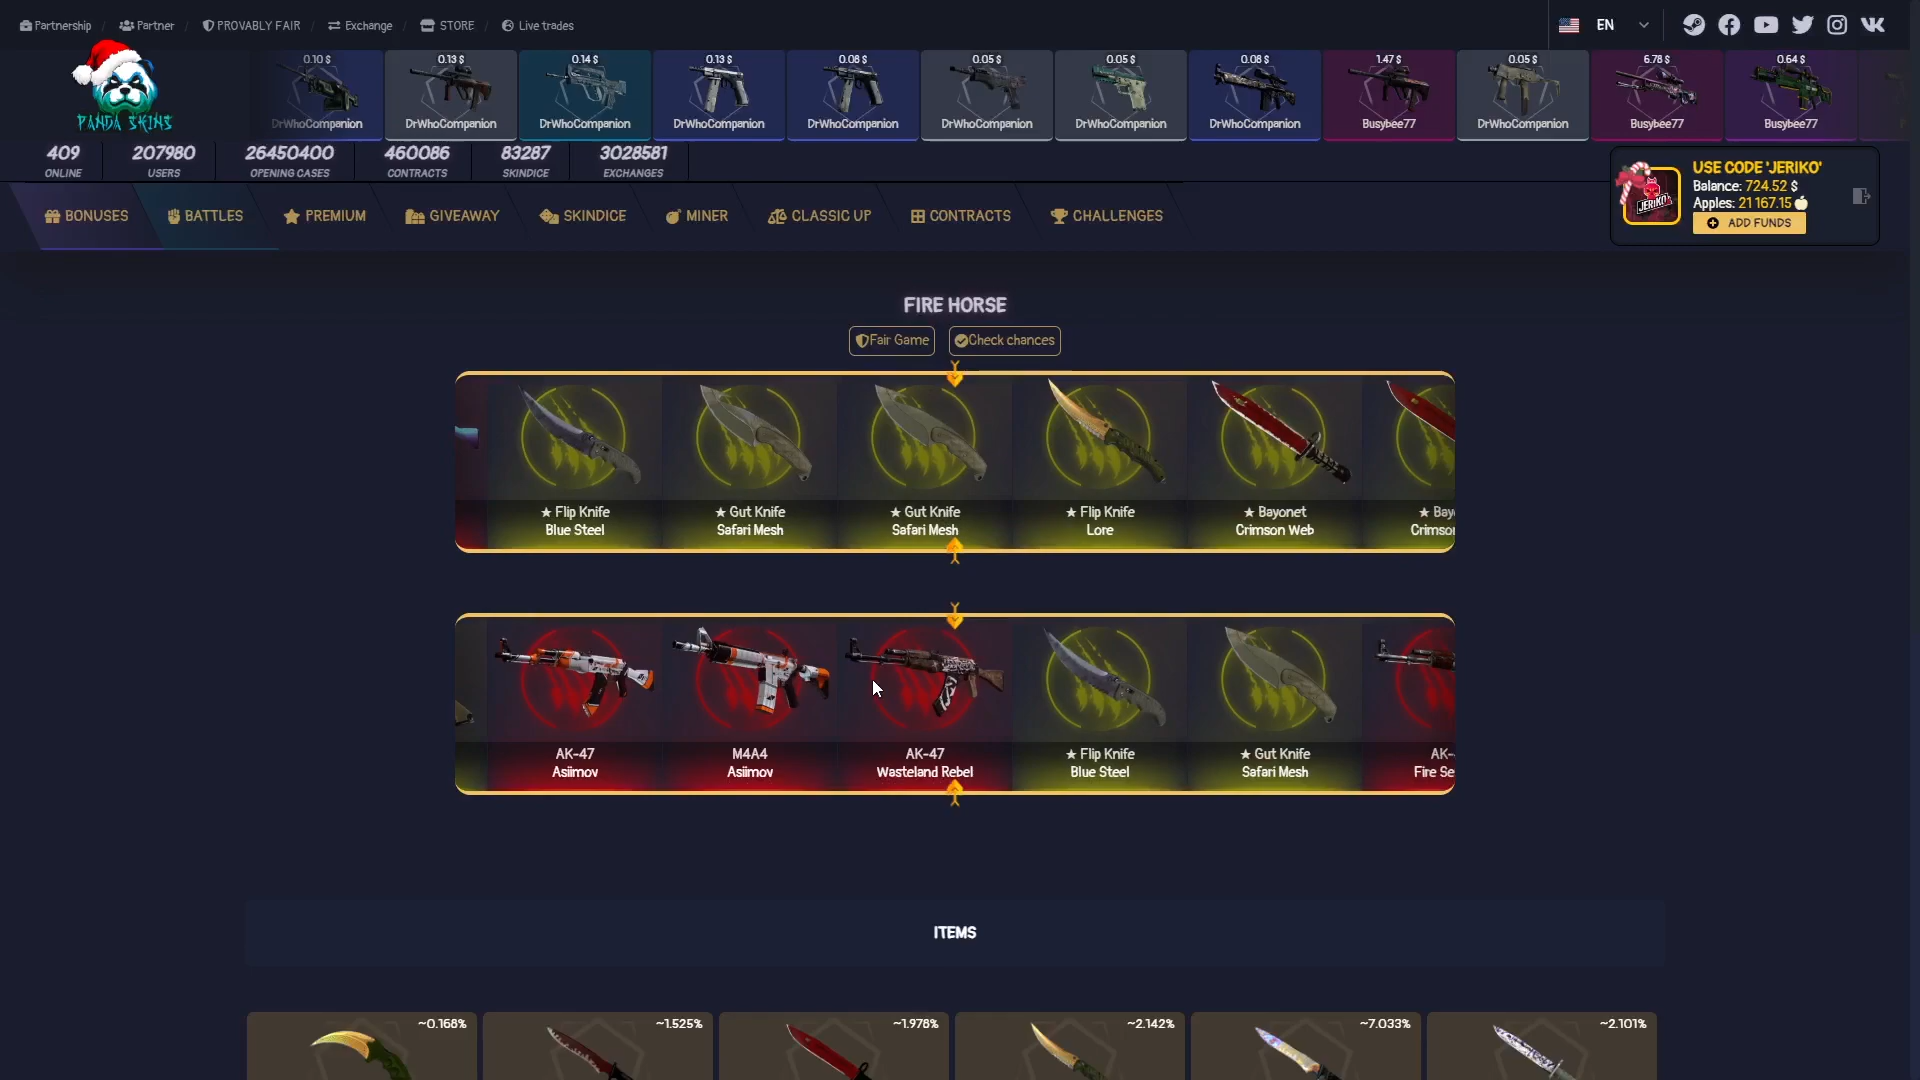 Partnership / Partner / PROVABLY FAIR / Exchange / STORE / Live trades
EN
0.10 $ 0.13 $ 0.14 $ 0.13 $ 0.08 $ 0.05 $ 0.05 $ 0.08 $ 1.47 $ 0.05 $ 6.78 $ 0.64 $
DrWhoCompanion DrWhoCompanion DrWhoCompanion DrWhoCompanion DrWhoCompanion DrWhoCompanion DrWhoCompanion DrWhoCompanion Busybee77 DrWhoCompanion Busybee77 Busybee77
PANDA SKINS
409 207980 26450400 460086 83287 3028581
ONLINE USERS OPENING CASES CONTRACTS SKINDICE EXCHANGES
JERIKO
USE CODE 'JERIKO'
Balance: 724.52 $
Apples: 21 167.15
ADD FUNDS
BONUSES BATTLES PREMIUM GIVEAWAY SKINDICE MINER CLASSIC UP CONTRACTS CHALLENGES
FIRE HORSE
Fair Game Check chances
★ Flip Knife ★ Gut Knife ★ Gut Knife ★ Flip Knife ★ Bayonet ★ Bay
Blue Steel Safari Mesh Safari Mesh Lore Crimson Web Crimso
AK-47 M4A4 AK-47 ★ Flip Knife ★ Gut Knife AK-
Asiimov Asiimov Wasteland Rebel Blue Steel Safari Mesh Fire Se
ITEMS
~0.168% ~1.525% ~1.978% ~2.142% ~7.033% ~2.101%